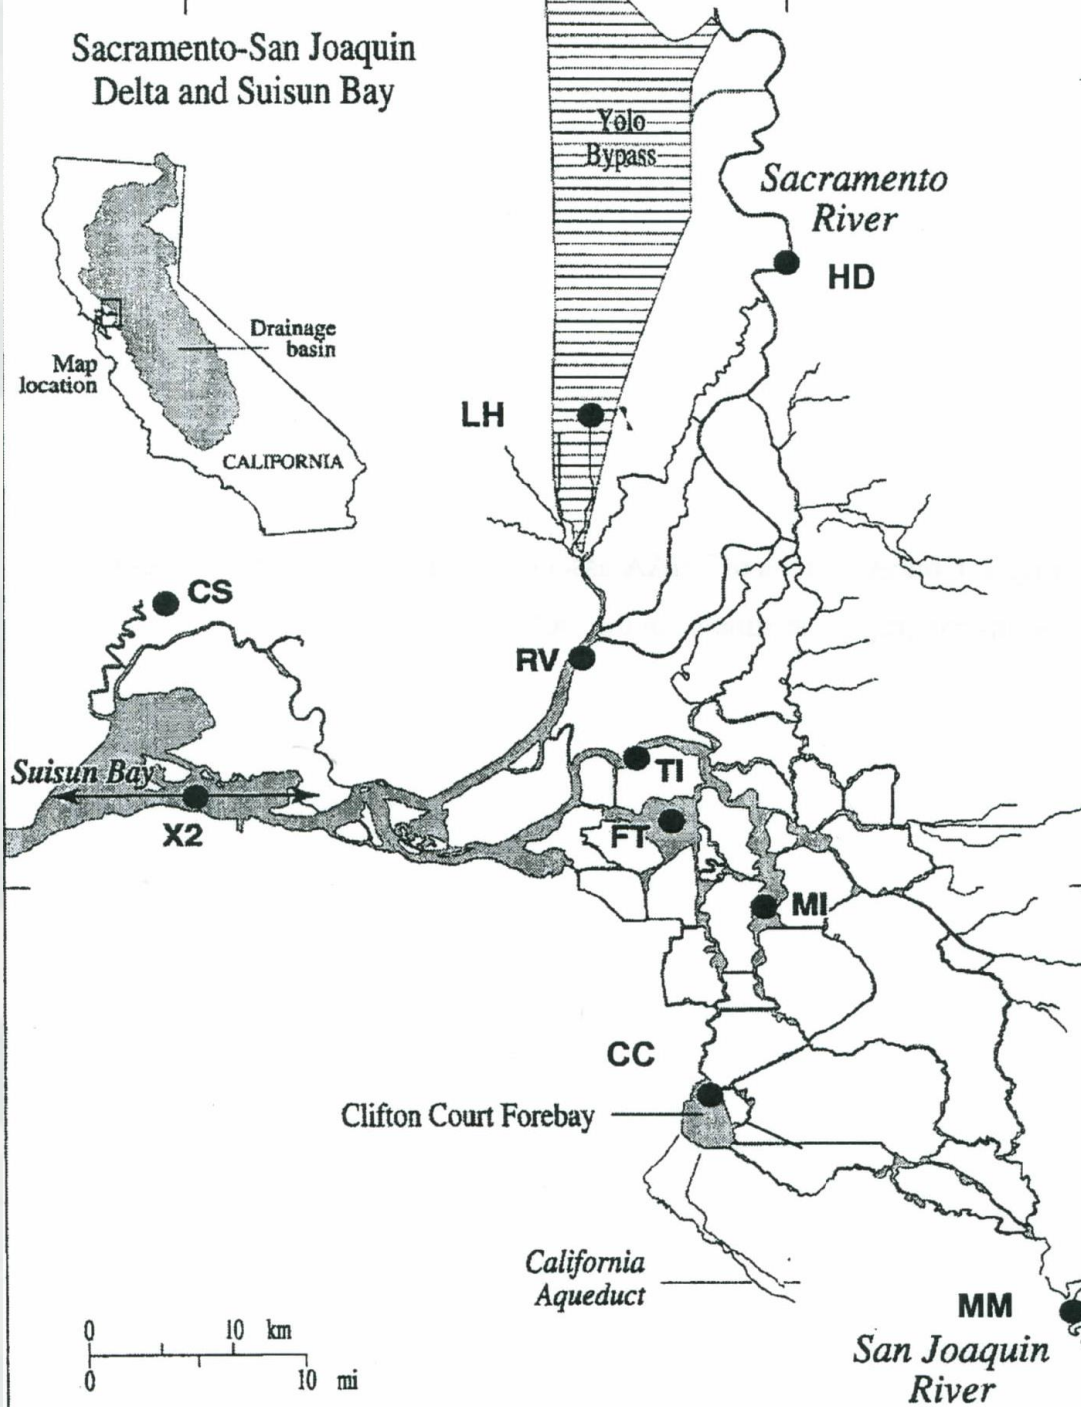 Sacramento-San Joaquin
Delta and Suisun Bay
Yolo
Bypass
Sacramento
River
HD
Drainage
basin
Map
location
CALIFORNIA
LH
CS
RV
Suisun Bay
X2
TI
FT
MI
CC
Clifton Court Forebay
California
Aqueduct
MM
San Joaquin
River
0 10 km
0 10 mi